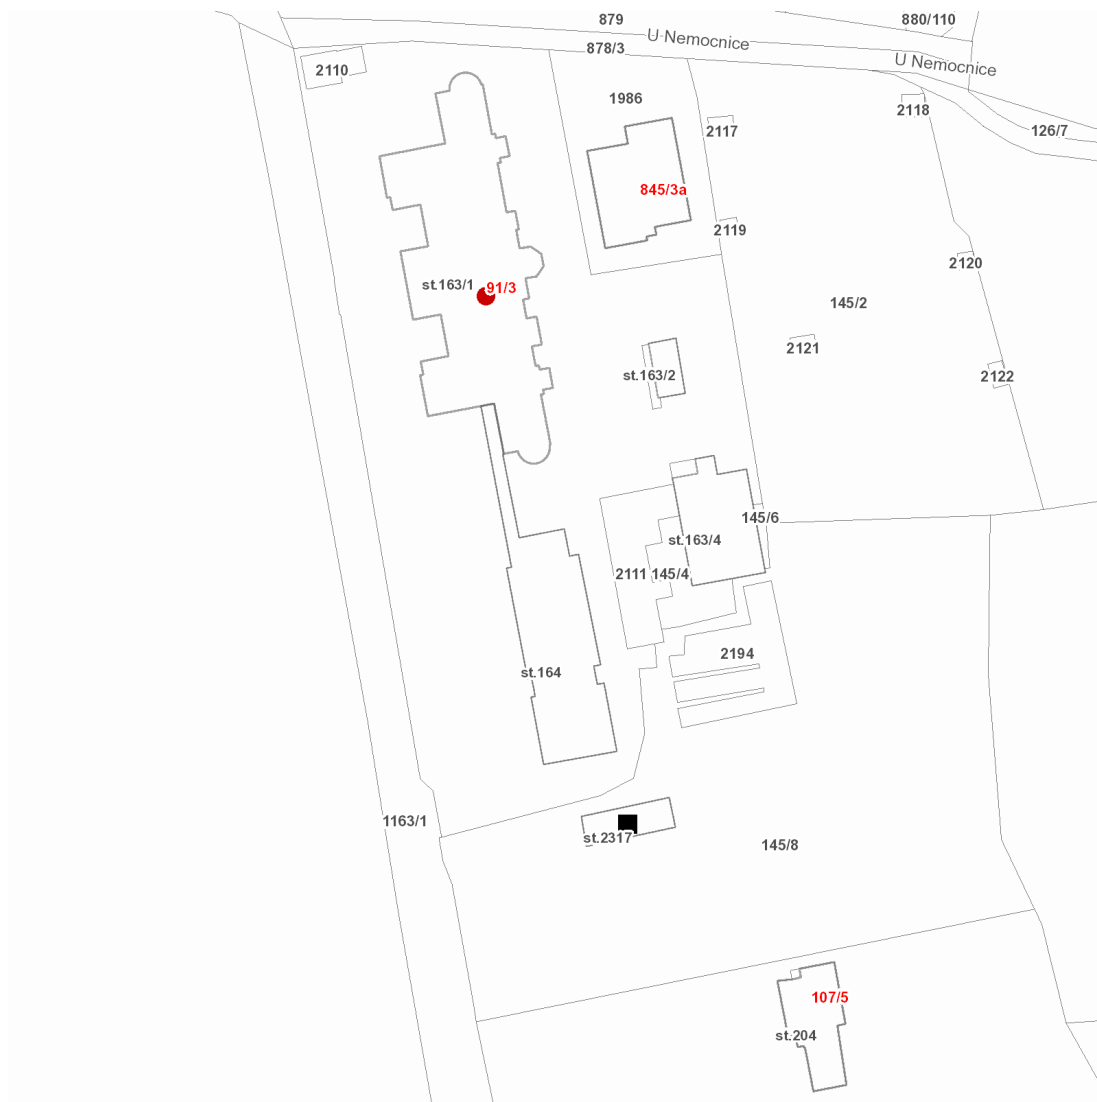 879
880/110
U Nemocnice
878/3
U Nemocnice
2110
1986
2118
2117
126/7
845/3a
2119
2120
st.163/1
91/3
145/2
2121
st.163/2
2122
145/6
st.163/4
2111
145/4
2194
st.164
1163/1
st.2317
145/8
107/5
st.204